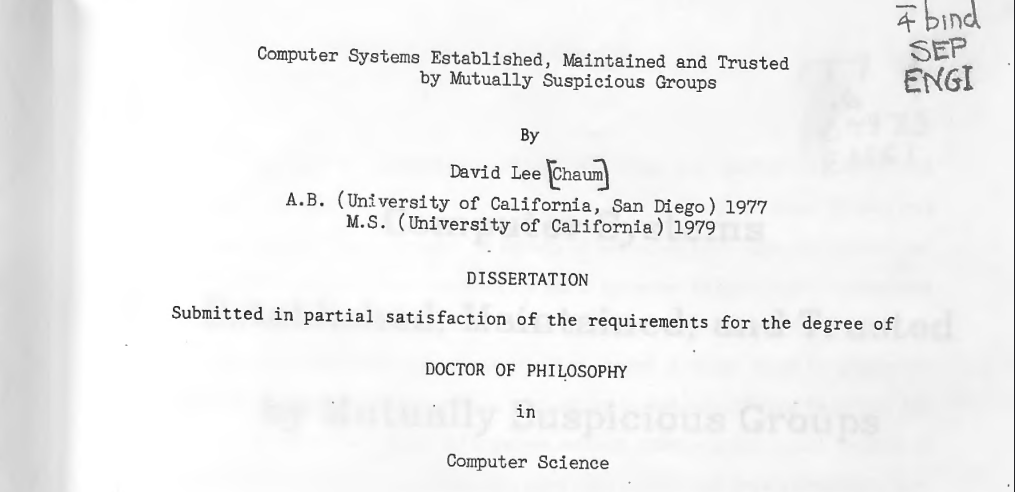 4 bind
SEP
ENGI
Computer Systems Established, Maintained and Trusted
by Mutually Suspicious Groups
By
David Lee [Chaum]
A.B. (University of California, San Diego) 1977
M.S. (University of California) 1979
DISSERTATION
Submitted in partial satisfaction of the requirements for the degree of
DOCTOR OF PHILOSOPHY
in
Computer Science